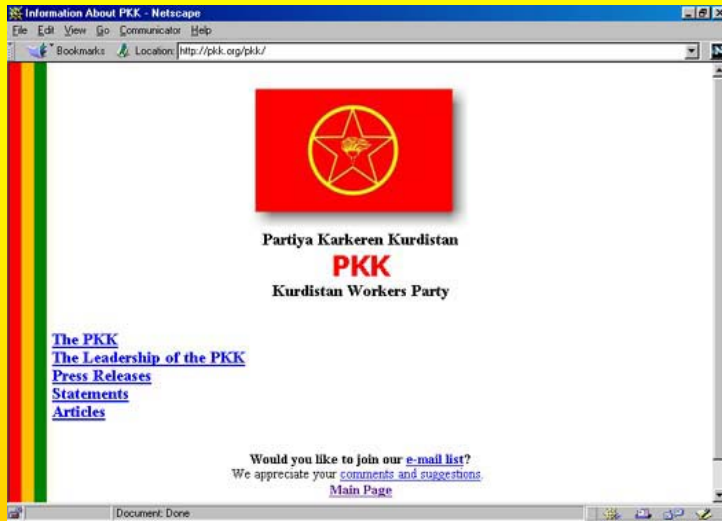 Information About PKK - Netscape
File Edit View Go Communicator Help
Bookmarks Location: http://pkk.org/pkk/
Partiya Karkeren Kurdistan
PKK
Kurdistan Workers Party
The PKK
The Leadership of the PKK
Press Releases
Statements
Articles
Would you like to join our e-mail list?
We appreciate your comments and suggestions.
Main Page
Document: Done